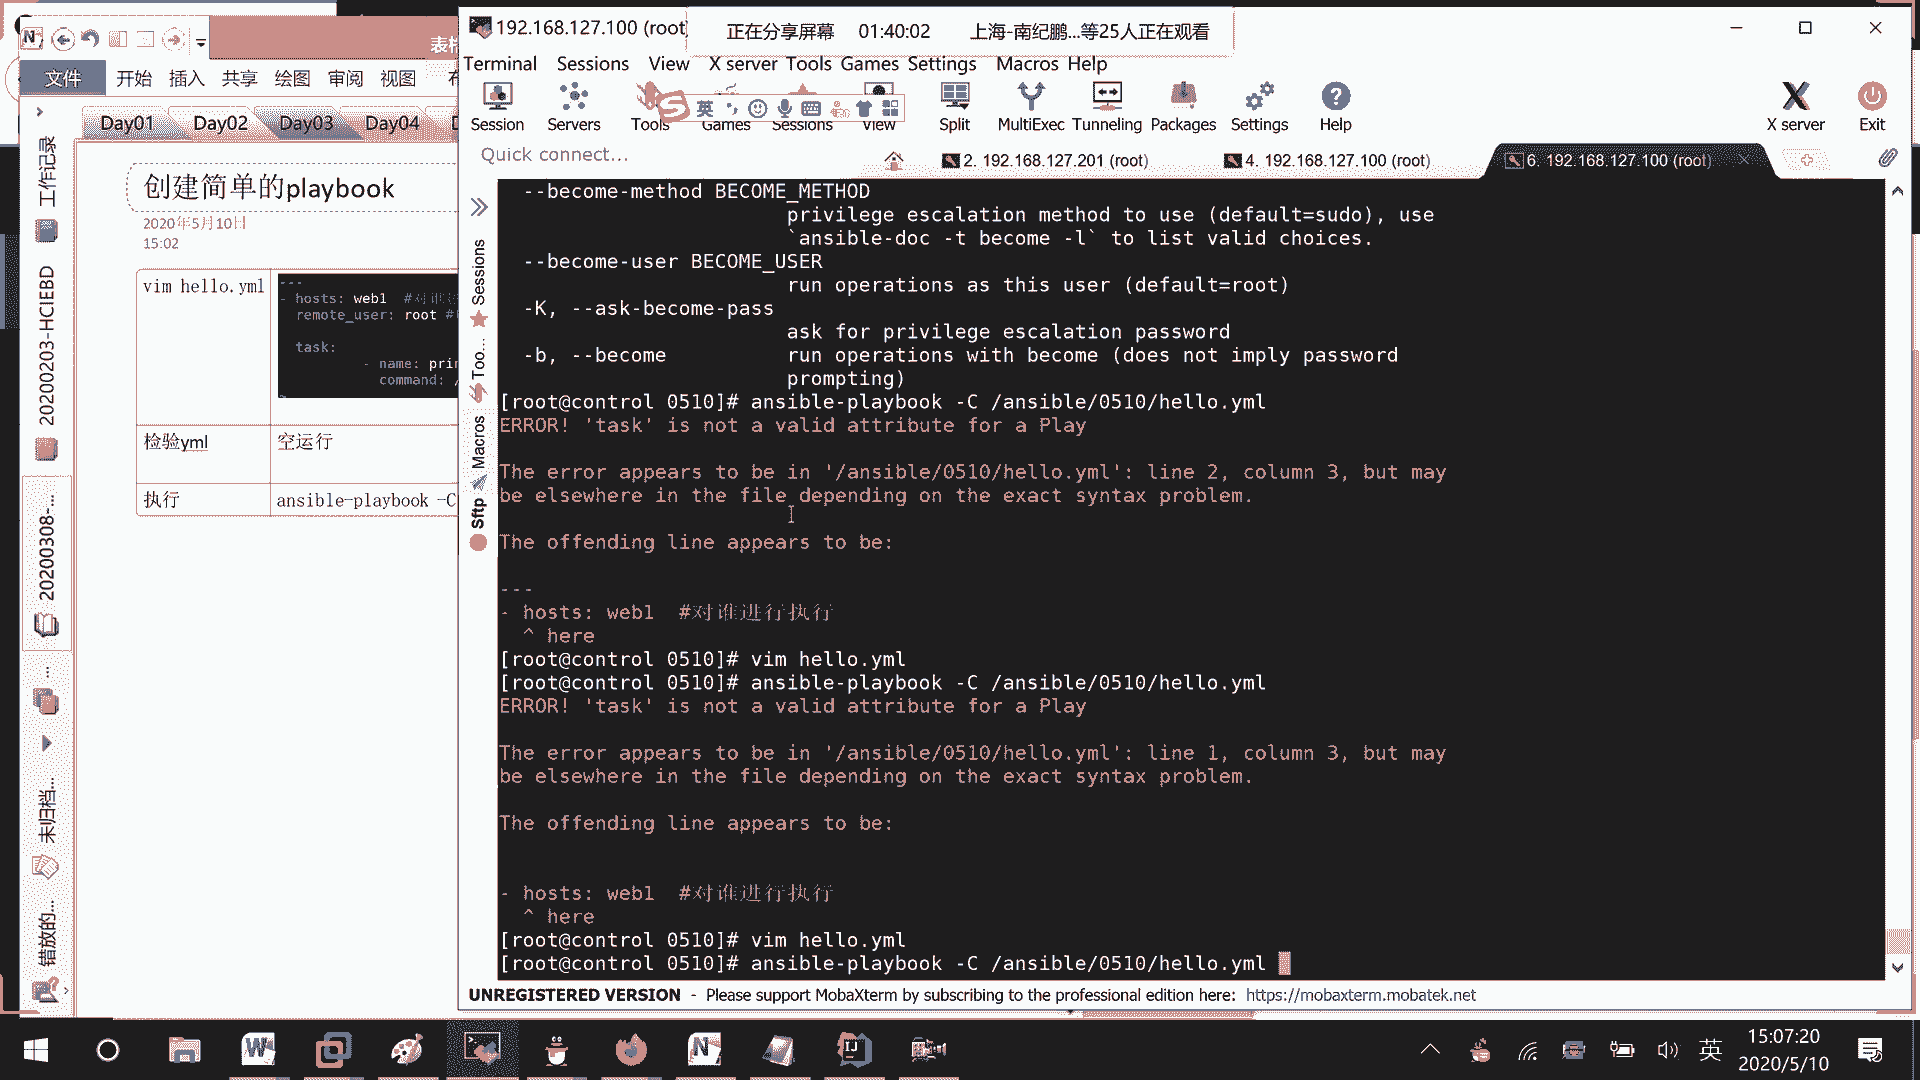 192.168.127.100 (root
正在分享屏幕 01:40:02 上海-南纪鹏...等25人正在观看
表格
文件 开始 插入 共享 绘图 审阅 视图
Terminal Sessions View X server Tools Games Settings Macros Help
英
Session Servers Tools Games Sessions View Split MultiExec Tunneling Packages Settings Help X server Exit
Day01 Day02 Day03 Day04
Quick connect...
2. 192.168.127.201 (root)
4. 192.168.127.100 (root)
6. 192.168.127.100 (root)
工作记录
20200203-HCIEBD
20200308-...
...
未归档...
错放的...
创建简单的playbook
2020年5月10日
15:02
vim hello.yml
---
- hosts: web1 #对谁
remote_user: root #
task:
- name: prin
command: /
检验yml 空运行
执行 ansible-playbook -C
Sessions
Too...
Macros
Sftp
--become-method BECOME_METHOD
privilege escalation method to use (default=sudo), use
`ansible-doc -t become -l` to list valid choices.
--become-user BECOME_USER
run operations as this user (default=root)
-K, --ask-become-pass
ask for privilege escalation password
-b, --become run operations with become (does not imply password
prompting)
[root@control 0510]# ansible-playbook -C /ansible/0510/hello.yml
ERROR! 'task' is not a valid attribute for a Play
The error appears to be in '/ansible/0510/hello.yml': line 2, column 3, but may
be elsewhere in the file depending on the exact syntax problem.
The offending line appears to be:
---
- hosts: web1 #对谁进行执行
^ here
[root@control 0510]# vim hello.yml
[root@control 0510]# ansible-playbook -C /ansible/0510/hello.yml
ERROR! 'task' is not a valid attribute for a Play
The error appears to be in '/ansible/0510/hello.yml': line 1, column 3, but may
be elsewhere in the file depending on the exact syntax problem.
The offending line appears to be:
- hosts: web1 #对谁进行执行
^ here
[root@control 0510]# vim hello.yml
[root@control 0510]# ansible-playbook -C /ansible/0510/hello.yml
UNREGISTERED VERSION - Please support MobaXterm by subscribing to the professional edition here: https://mobaxterm.mobatek.net
英
15:07:20
2020/5/10